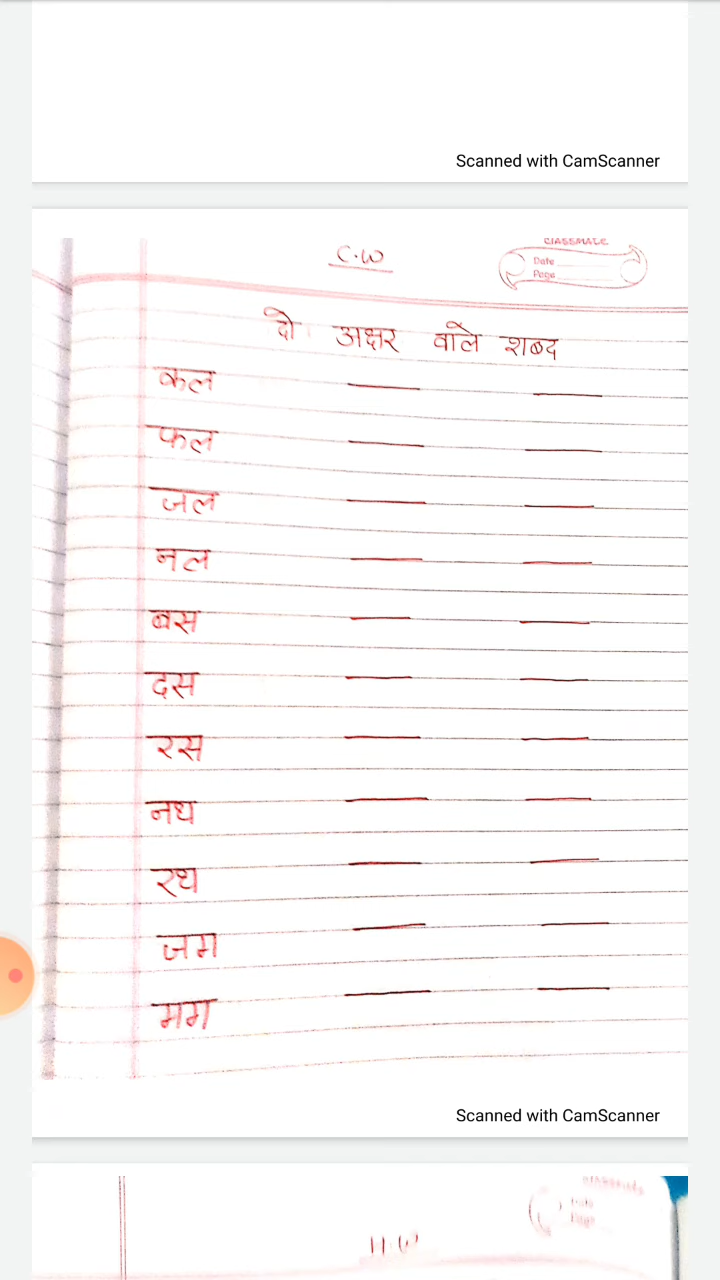 Scanned with CamScanner
C.W
CLASSMATE
Date
Page
दो अक्षर वाले शब्द
कल
फल
जल
नल
बस
दस
रस
नथ
रथ
जग
मग
Scanned with CamScanner
H.W